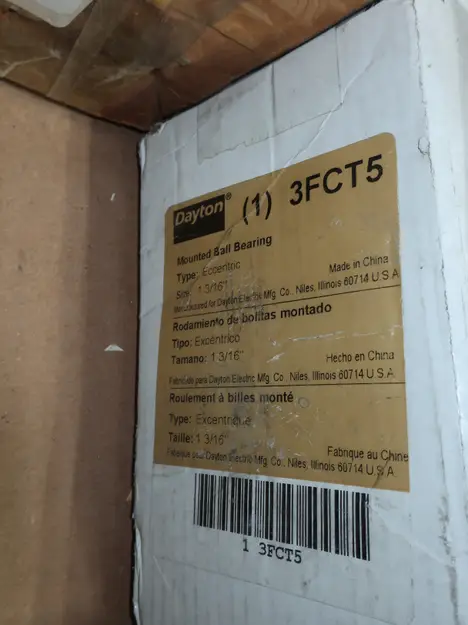 Dayton® (1) 3FCT5
Mounted Ball Bearing
Type: Eccentric
Size: 1 3/16" Made in China
Manufactured for Dayton Electric Mfg. Co., Niles, Illinois 60714 U.S.A
Rodamiento de bolitas montado
Tipo: Excéntrico
Tamano: 1 3/16" Hecho en China
Fabricado para Dayton Electric Mfg. Co., Niles, Illinois 60714 U.S.A.
Roulement à billes monté
Type: Excentrique
Taille: 1 3/16" Fabrique au Chine
Fabrique pour Dayton Electric Mfg. Co., Niles, Illinois 60714 U.S.A
1 3FCT5